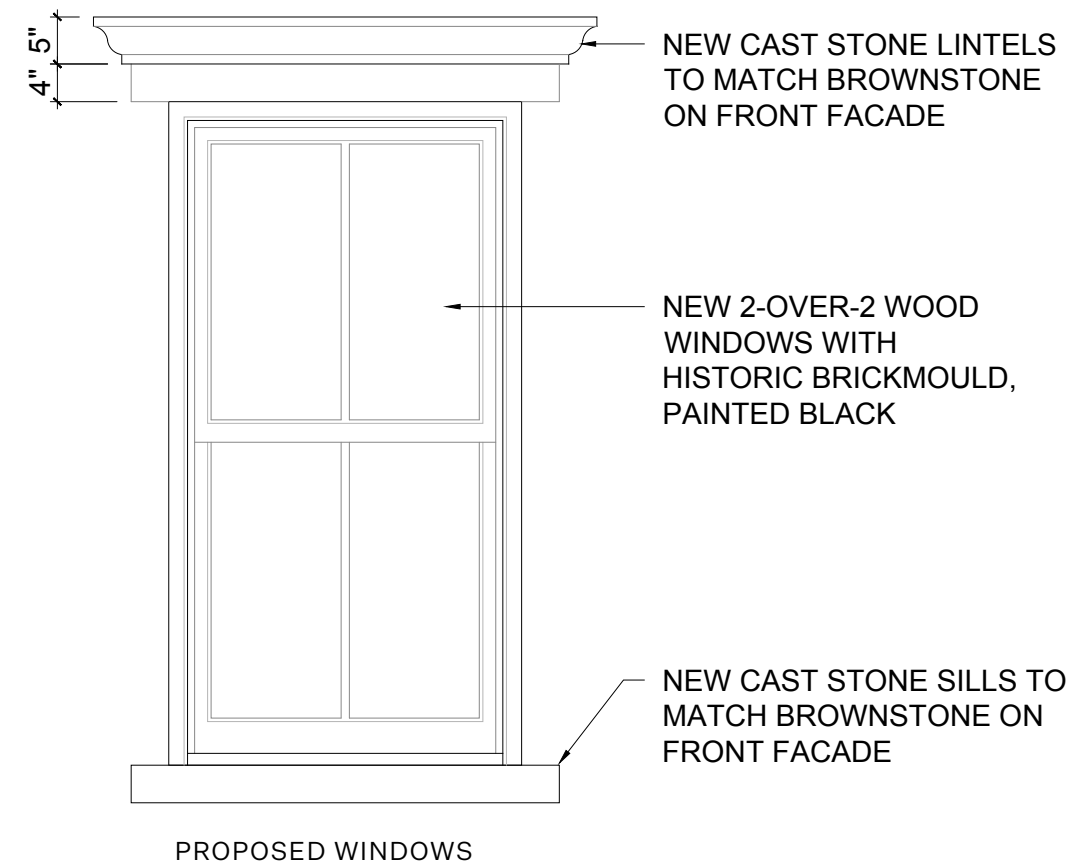 5"
4"
NEW CAST STONE LINTELS
TO MATCH BROWNSTONE
ON FRONT FACADE
NEW 2-OVER-2 WOOD
WINDOWS WITH
HISTORIC BRICKMOULD,
PAINTED BLACK
NEW CAST STONE SILLS TO
MATCH BROWNSTONE ON
FRONT FACADE
PROPOSED WINDOWS